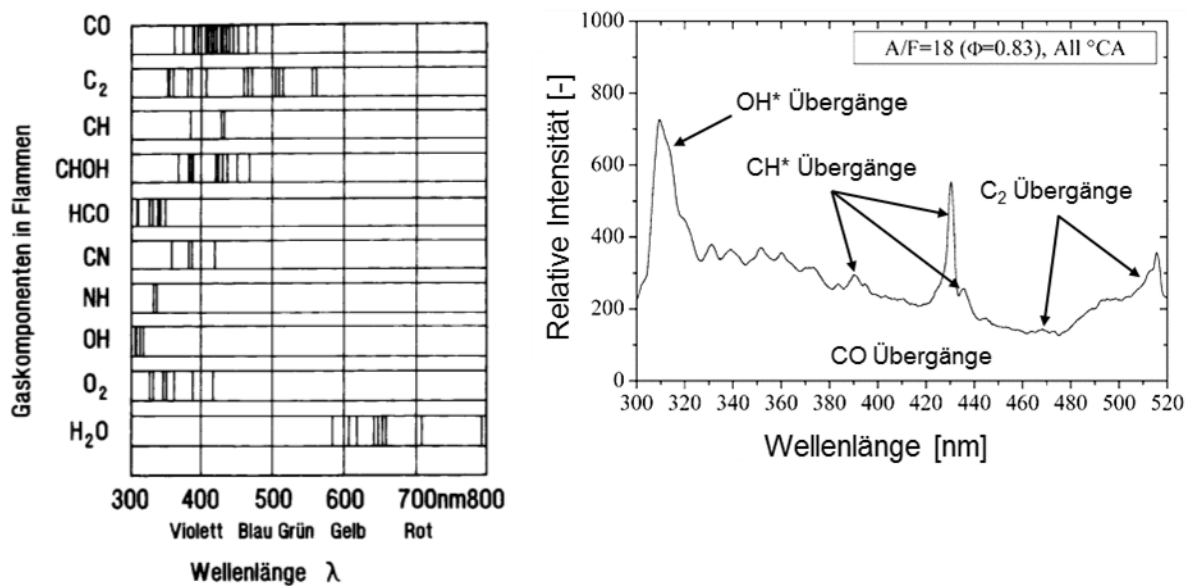 Gaskomponenten in Flammen
CO
C₂
CH
CHOH
HCO
CN
NH
OH
O₂
H₂O
300 400 500 600 700nm800
Violett Blau Grün Gelb Rot
Wellenlänge λ
Relative Intensität [-]
1000
800
600
400
200
0
A/F=18 (Φ=0.83), All °CA
OH* Übergänge
CH* Übergänge
C₂ Übergänge
CO Übergänge
300 320 340 360 380 400 420 440 460 480 500 520
Wellenlänge [nm]